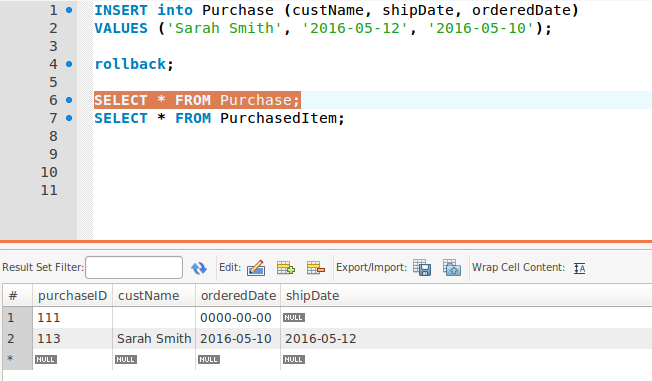 1 INSERT into Purchase (custName, shipDate, orderedDate)
2 VALUES ('Sarah Smith', '2016-05-12', '2016-05-10');
3
4 rollback;
5
6 SELECT * FROM Purchase;
7 SELECT * FROM PurchasedItem;
8
9
10
11
Result Set Filter: Edit: Export/Import: Wrap Cell Content: IA
# purchaseID custName orderedDate shipDate
1 111 0000-00-00 NULL
2 113 Sarah Smith 2016-05-10 2016-05-12
* NULL NULL NULL NULL